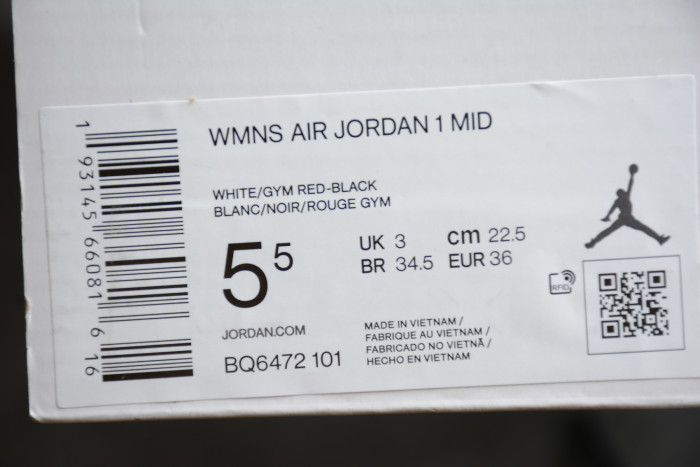 WMNS AIR JORDAN 1 MID
WHITE/GYM RED-BLACK
BLANC/NOIR/ROUGE GYM
5 5
UK 3 cm 22.5
BR 34.5 EUR 36
JORDAN.COM
BQ6472 101
MADE IN VIETNAM /
FABRIQUE AU VIETNAM /
FABRICADO NO VIETNÃ /
HECHO EN VIETNAM
RFID
1 93145 66081 6 16